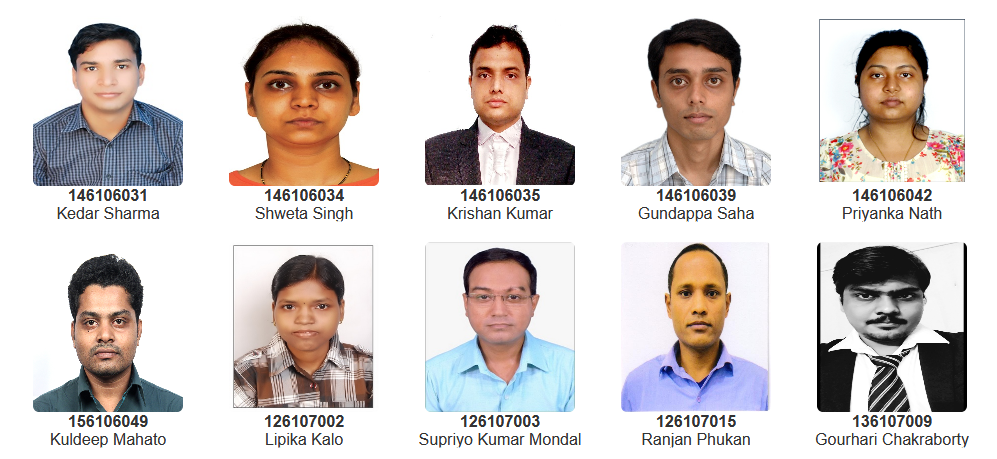 146106031
Kedar Sharma
146106034
Shweta Singh
146106035
Krishan Kumar
146106039
Gundappa Saha
146106042
Priyanka Nath
156106049
Kuldeep Mahato
126107002
Lipika Kalo
126107003
Supriyo Kumar Mondal
126107015
Ranjan Phukan
136107009
Gourhari Chakraborty